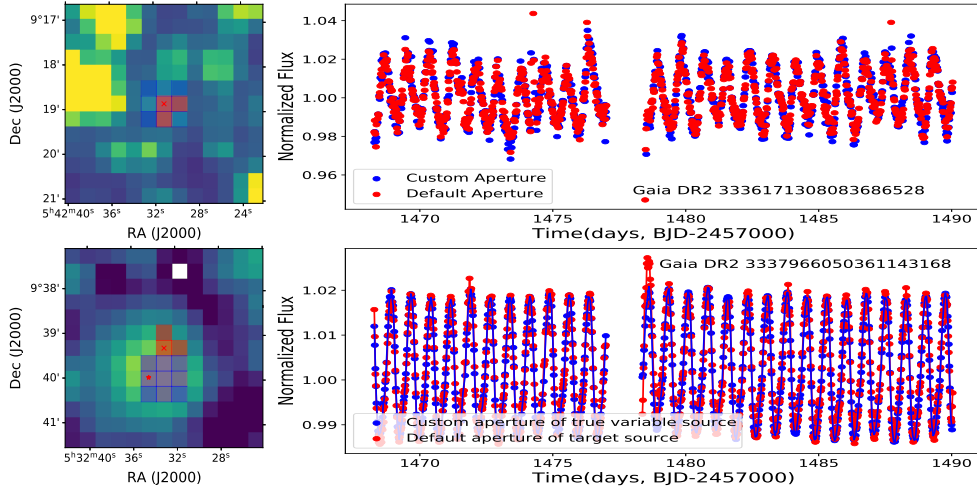 9°17'
18'
19'
20'
21'
Dec (J2000)
5ʰ42ᵐ40ˢ 36ˢ 32ˢ 28ˢ 24ˢ
RA (J2000)
1.04
1.02
1.00
0.98
0.96
Normalized Flux
Custom Aperture
Default Aperture
Gaia DR2 3336171308083686528
1470 1475 1480 1485 1490
Time(days, BJD-2457000)
9°38'
39'
40'
41'
Dec (J2000)
5ʰ32ᵐ40ˢ 36ˢ 32ˢ 28ˢ
RA (J2000)
1.02
1.01
1.00
0.99
Normalized Flux
Gaia DR2 3337966050361143168
Custom aperture of true variable source
Default aperture of target source
1470 1475 1480 1485 1490
Time(days, BJD-2457000)